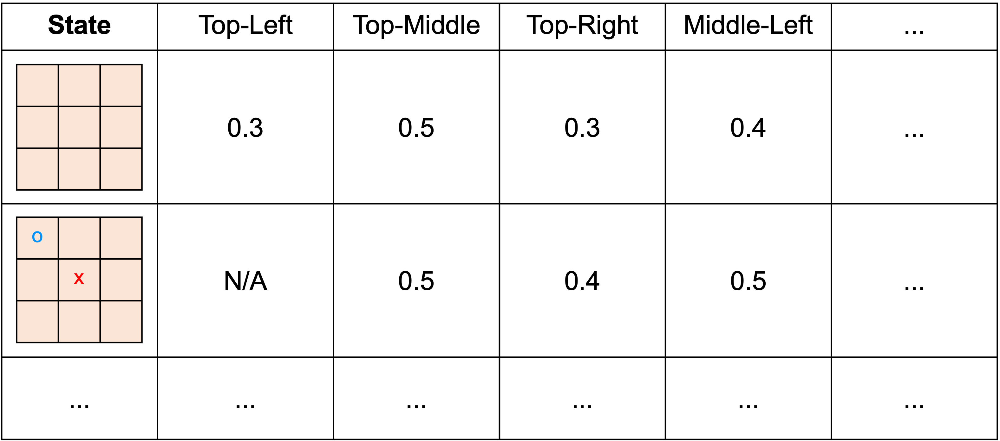 State Top-Left Top-Middle Top-Right Middle-Left ...
0.3 0.5 0.3 0.4 ...
O
X
N/A 0.5 0.4 0.5 ...
... ... ... ... ... ...